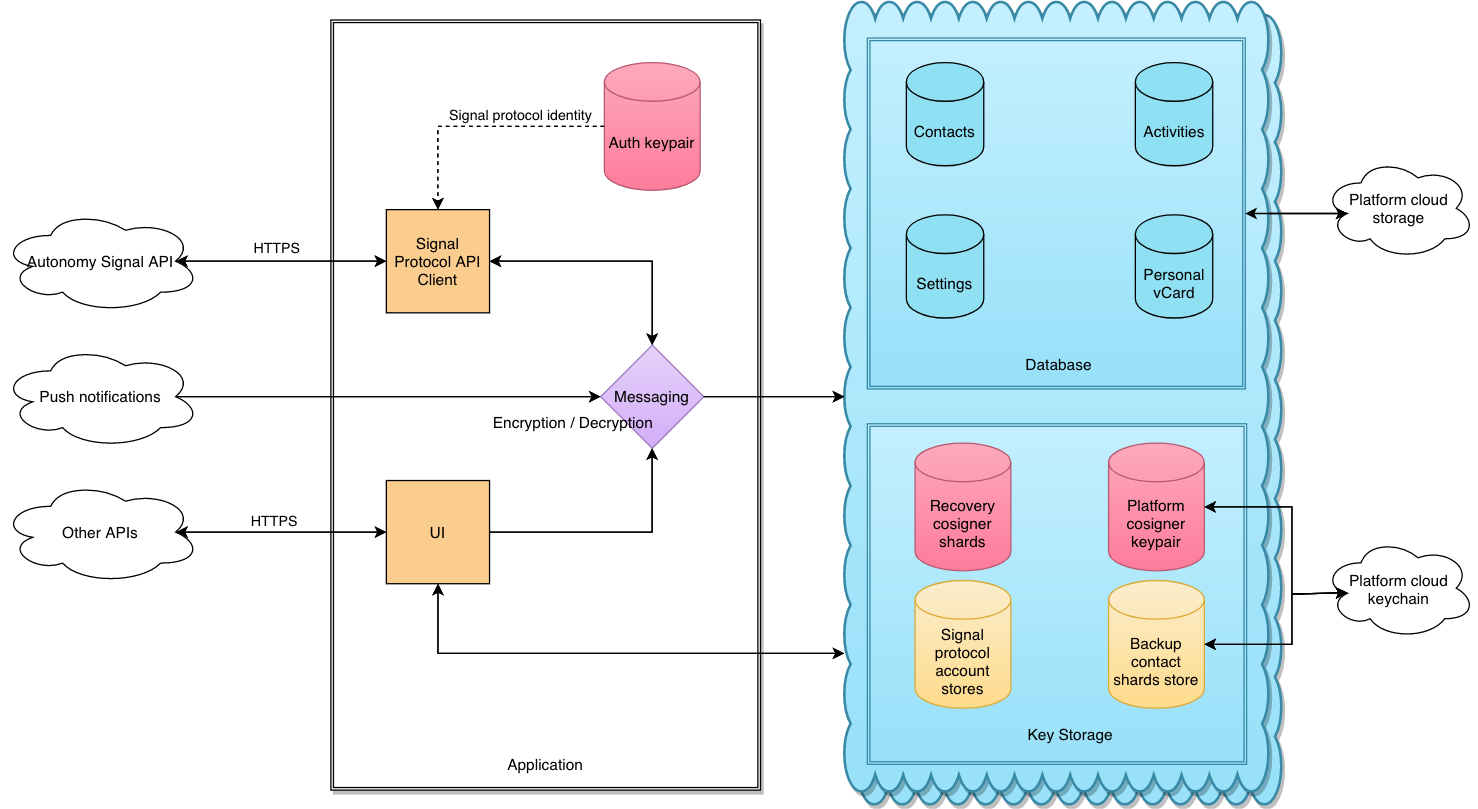 Signal protocol identity
Auth keypair
HTTPS
Autonomy Signal API
Signal
Protocol API
Client
Push notifications
Messaging
Encryption / Decryption
HTTPS
Other APIs
UI
Application
Contacts
Activities
Settings
Personal
vCard
Database
Platform cloud
storage
Recovery
cosigner
shards
Platform
cosigner
keypair
Signal
protocol
account
stores
Backup
contact
shards store
Key Storage
Platform cloud
keychain